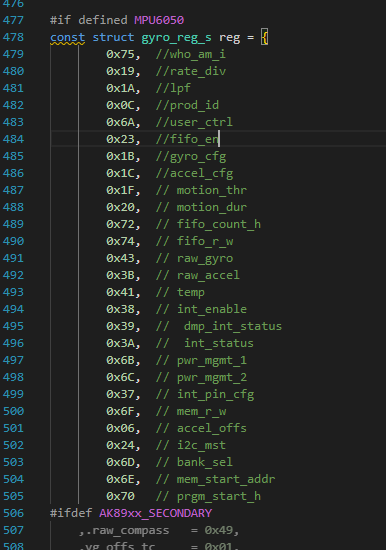 476
477 #if defined MPU6050
478 const struct gyro_reg_s reg = {
479 0x75, //who_am_i
480 0x19, //rate_div
481 0x1A, //lpf
482 0x0C, //prod_id
483 0x6A, //user_ctrl
484 0x23, //fifo_en
485 0x1B, //gyro_cfg
486 0x1C, //accel_cfg
487 0x1F, // motion_thr
488 0x20, // motion_dur
489 0x72, // fifo_count_h
490 0x74, // fifo_r_w
491 0x43, // raw_gyro
492 0x3B, // raw_accel
493 0x41, // temp
494 0x38, // int_enable
495 0x39, //  dmp_int_status
496 0x3A, //  int_status
497 0x6B, // pwr_mgmt_1
498 0x6C, // pwr_mgmt_2
499 0x37, // int_pin_cfg
500 0x6F, // mem_r_w
501 0x06, // accel_offs
502 0x24, // i2c_mst
503 0x6D, // bank_sel
504 0x6E, // mem_start_addr
505 0x70 // prgm_start_h
506 #ifdef AK89xx_SECONDARY
507 ,.raw_compass = 0x49,
508 ,.yg_offs_tc = 0x01,